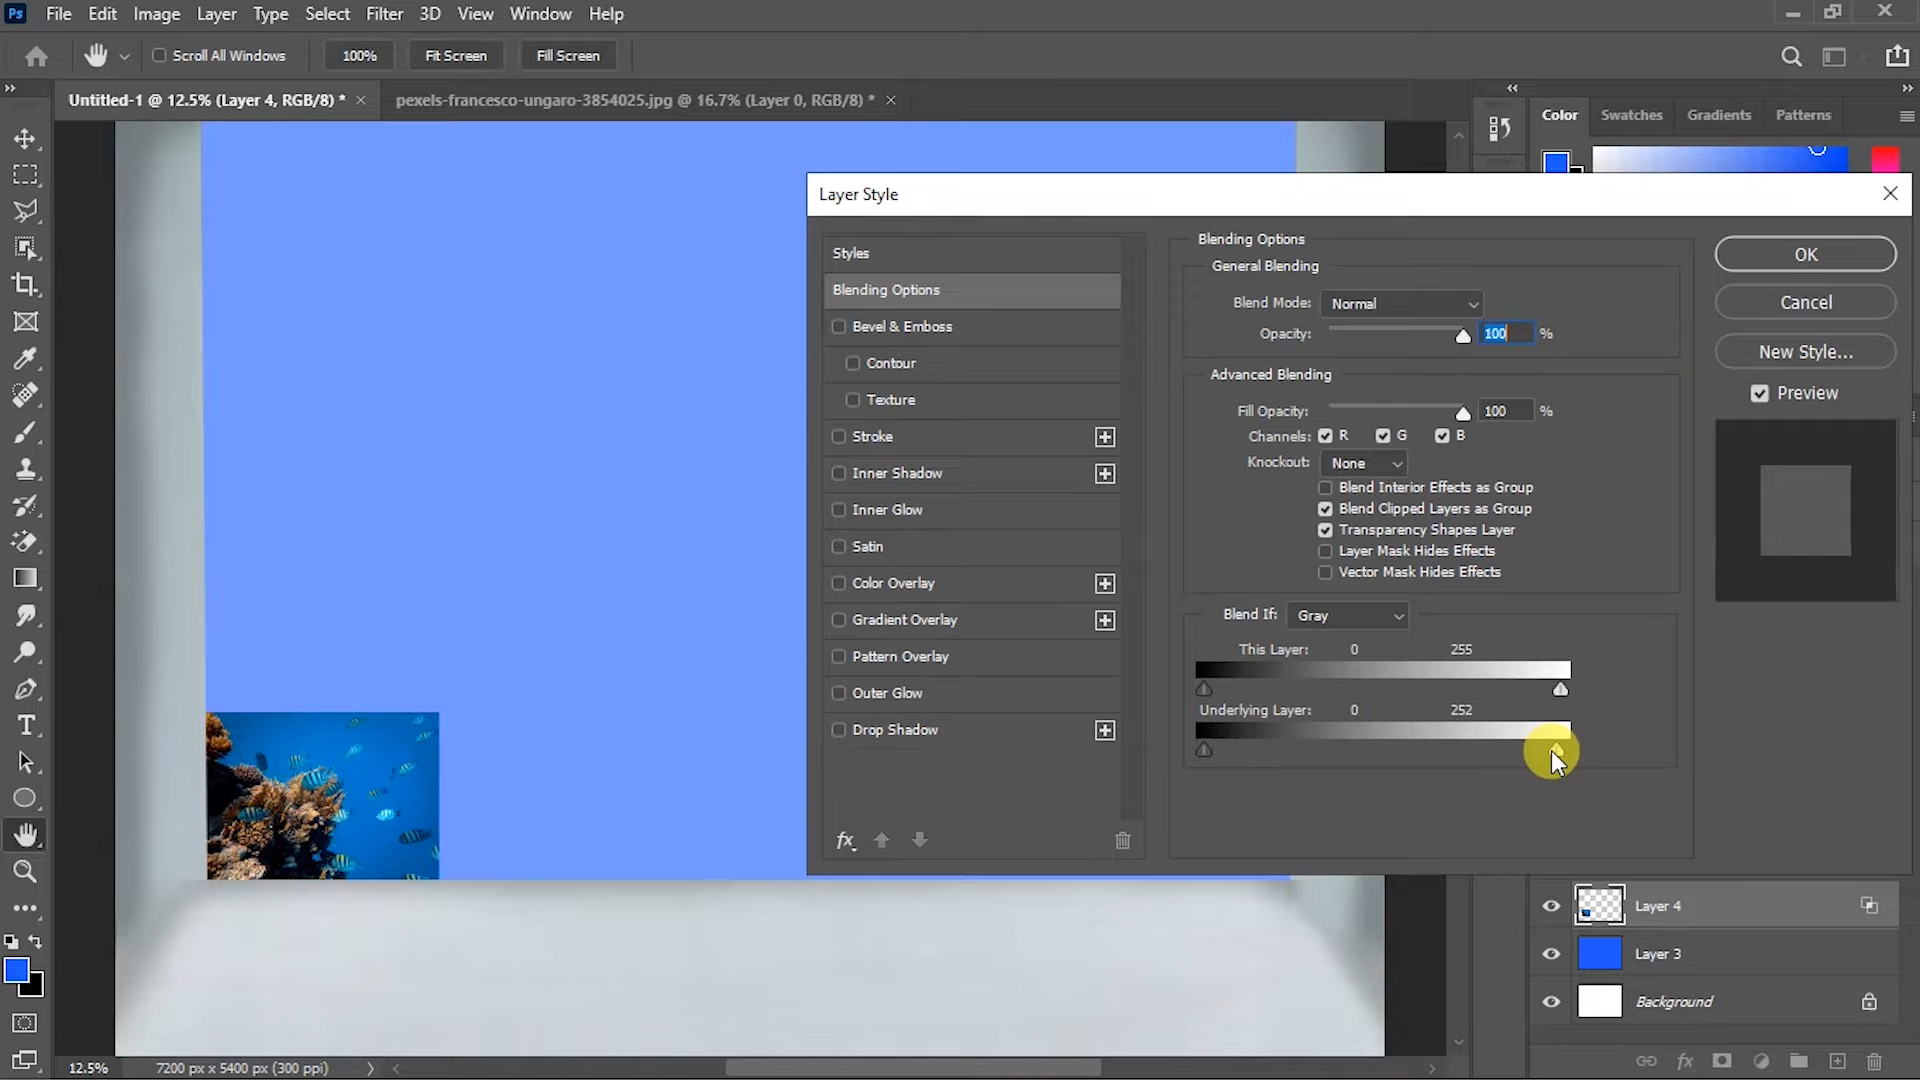 Ps File Edit Image Layer Type Select Filter 3D View Window Help
Scroll All Windows 100% Fit Screen Fill Screen
Untitled-1 @ 12.5% (Layer 4, RGB/8) * × pexels-francesco-ungaro-3854025.jpg @ 16.7% (Layer 0, RGB/8) * ×
Color Swatches Gradients Patterns
Layer Style
Styles
Blending Options
Bevel & Emboss
Contour
Texture
Stroke
Inner Shadow
Inner Glow
Satin
Color Overlay
Gradient Overlay
Pattern Overlay
Outer Glow
Drop Shadow
fx
Blending Options
General Blending
Blend Mode: Normal
Opacity: 100 %
Advanced Blending
Fill Opacity: 100 %
Channels: R G B
Knockout: None
Blend Interior Effects as Group
Blend Clipped Layers as Group
Transparency Shapes Layer
Layer Mask Hides Effects
Vector Mask Hides Effects
Blend If: Gray
This Layer: 0 255
Underlying Layer: 0 252
OK
Cancel
New Style...
Preview
Layer 4
Layer 3
Background
fx
12.5% 7200 px x 5400 px (300 ppi)